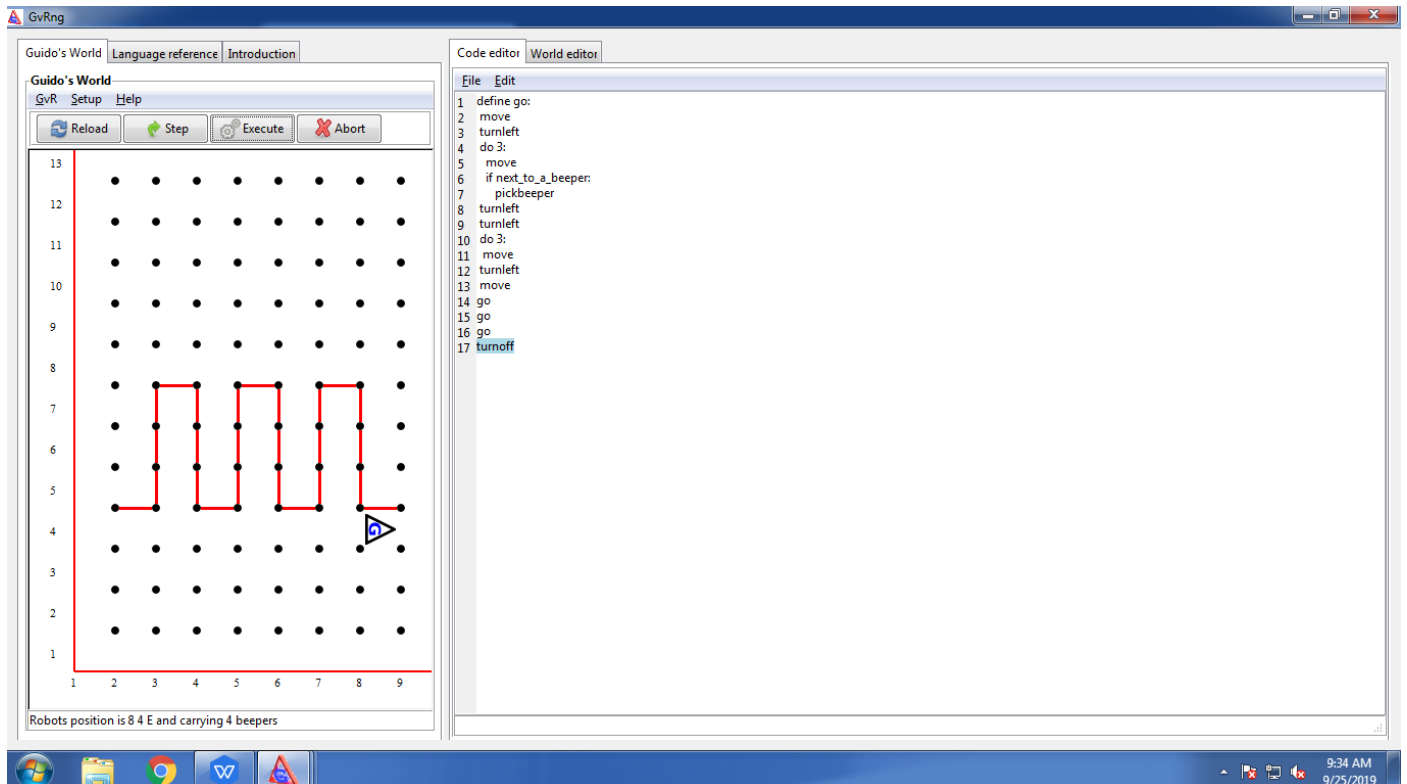 GvRng
Guido's World Language reference Introduction
Guido's World
GvR Setup Help
Reload Step Execute Abort
13
12
11
10
9
8
7
6
5
4
3
2
1
1 2 3 4 5 6 7 8 9
G
Robots position is 8 4 E and carrying 4 beepers
Code editor World editor
File Edit
1 define go:
2 move
3 turnleft
4 do 3:
5 move
6 if next_to_a_beeper:
7 pickbeeper
8 turnleft
9 turnleft
10 do 3:
11 move
12 turnleft
13 move
14 go
15 go
16 go
17 turnoff
9:34 AM
9/25/2019